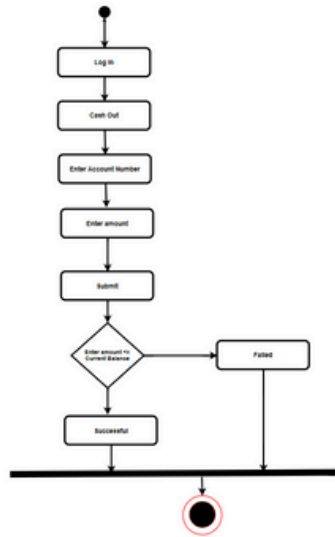 Log In
Cash Out
Enter Account Number
Enter amount
Submit
Enter amount <=
Current Balance
Failed
Successful